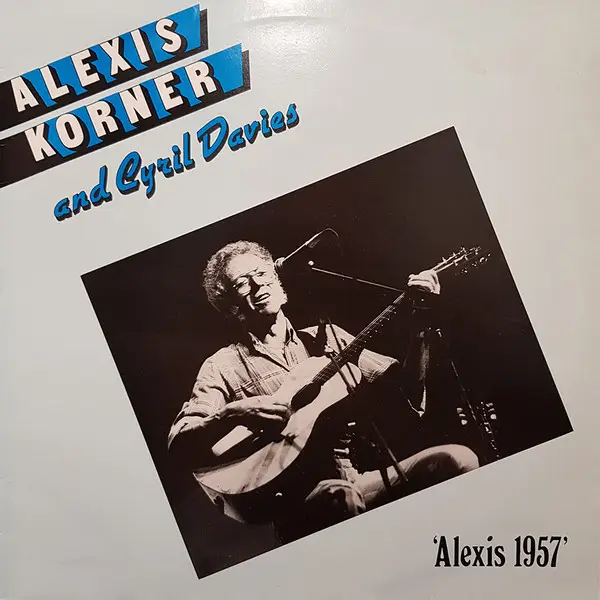 ALEXIS
KORNER
and Cyril Davies
'Alexis 1957'